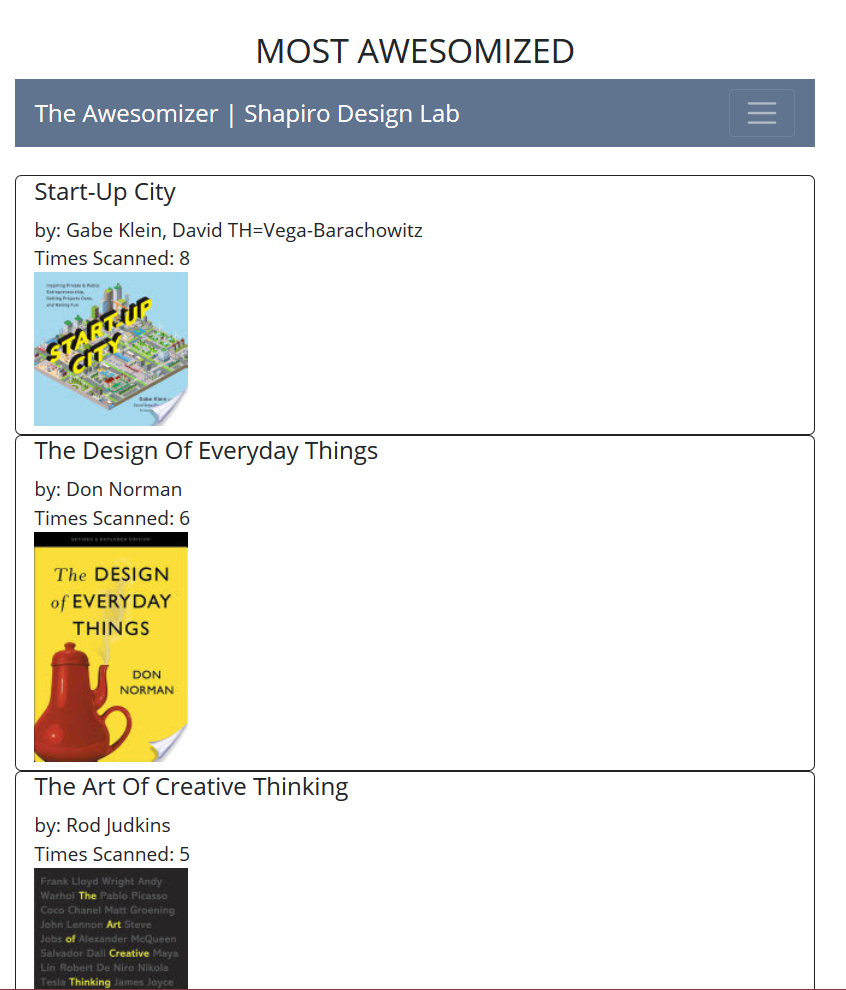 MOST AWESOMIZED
The Awesomizer | Shapiro Design Lab
Start-Up City
by: Gabe Klein, David TH=Vega-Barachowitz
Times Scanned: 8
Inspiring Private & Public
Entrepreneurship,
Getting Projects Done,
and Having Fun
START-UP
CITY
Gabe Klein
The Design Of Everyday Things
by: Don Norman
Times Scanned: 6
REVISED & EXPANDED EDITION
The DESIGN
of EVERYDAY
THINGS
DON
NORMAN
The Art Of Creative Thinking
by: Rod Judkins
Times Scanned: 5
Frank Lloyd Wright Andy
Warhol The Pablo Picasso
Coco Chanel Matt Groening
John Lennon Art Steve
Jobs of Alexander McQueen
Salvador Dali Creative Maya
Lin Robert De Niro Nikola
Tesla Thinking James Joyce